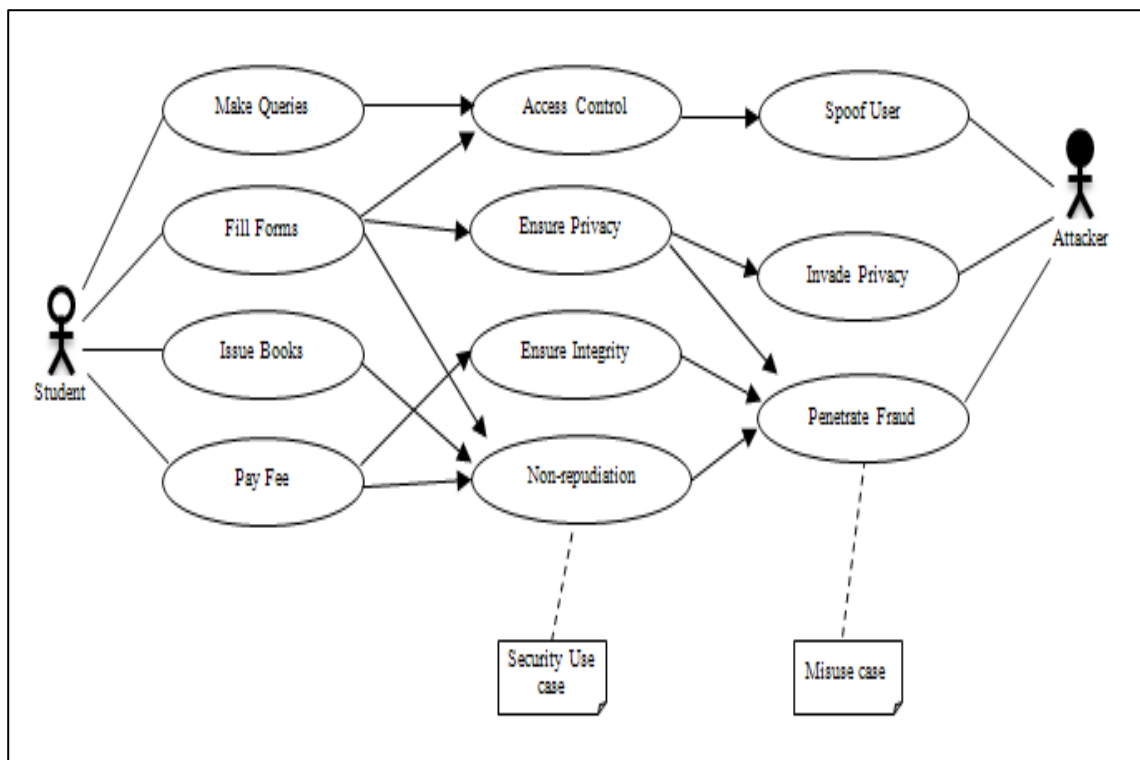 Make Queries
Access Control
Spoof User
Fill Forms
Ensure Privacy
Attacker
Invade Privacy
Issue Books
Ensure Integrity
Student
Penetrate Fraud
Pay Fee
Non-repudiation
Security Use
case
Misuse case